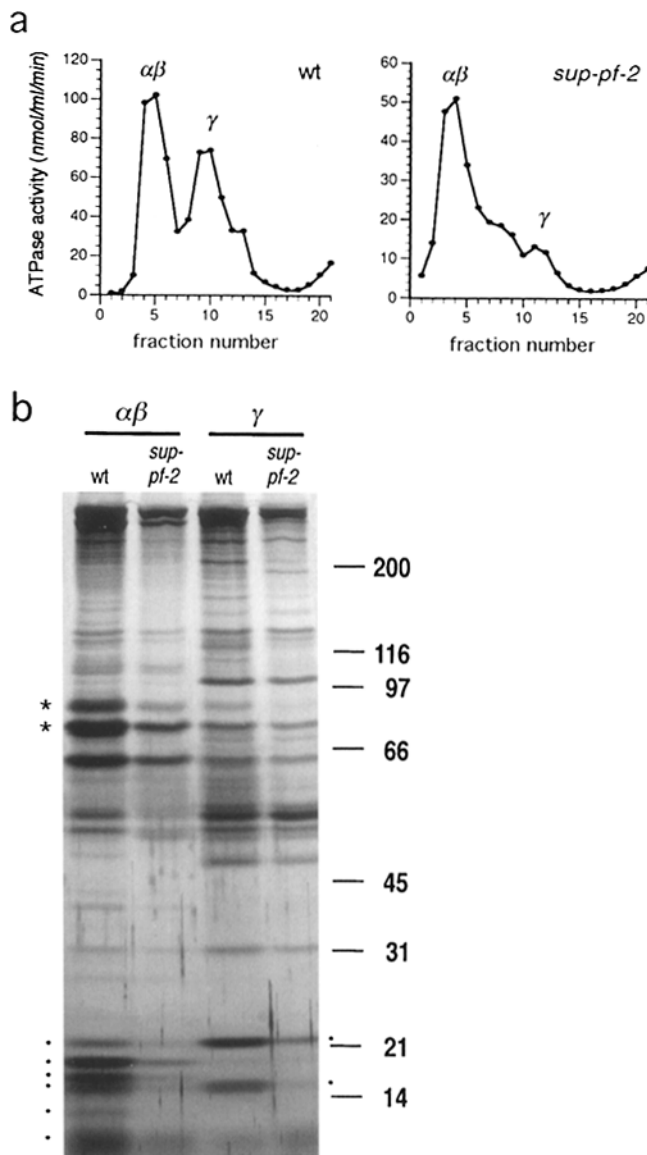 a
αβ
γ
wt
ATPase activity (nmol/ml/min)
120
100
80
60
40
20
0
0 5 10 15 20
fraction number
αβ
γ
sup-pf-2
60
50
40
30
20
10
0
0 5 10 15 20
fraction number
b
αβ γ
wt sup-pf-2 wt sup-pf-2
200
116
97
*
*
66
45
31
21
14